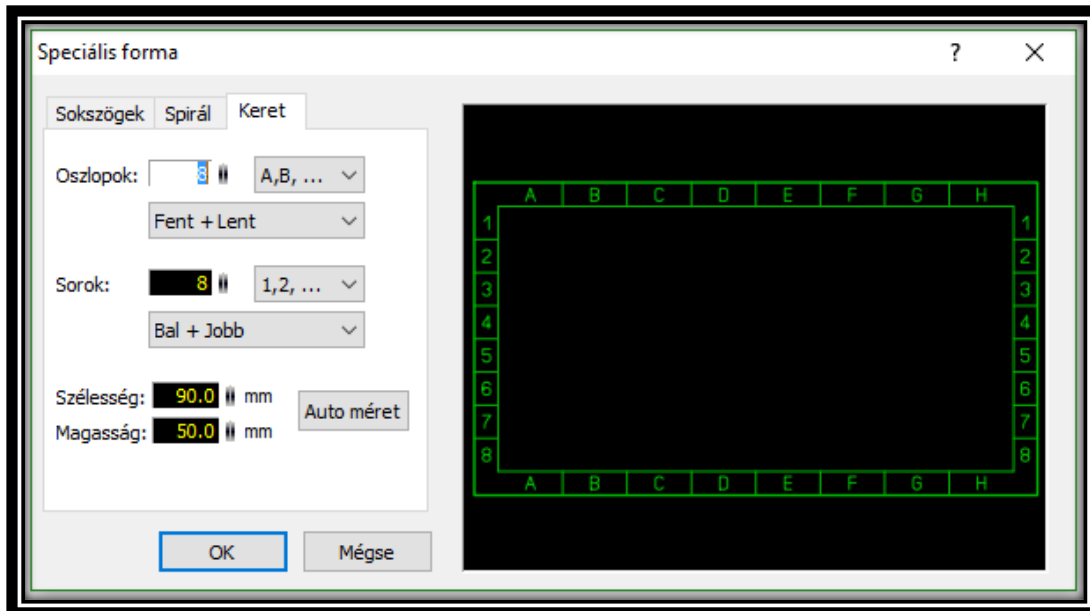 Speciális forma ?
Sokszögek Spirál Keret
Oszlopok: 8 A,B, ...
Fent + Lent
Sorok: 8 1,2, ...
Bal + Jobb
Szélesség: 90.0 mm
Magasság: 50.0 mm
Auto méret
OK Mégse
A B C D E F G H
1 1
2 2
3 3
4 4
5 5
6 6
7 7
8 8
A B C D E F G H